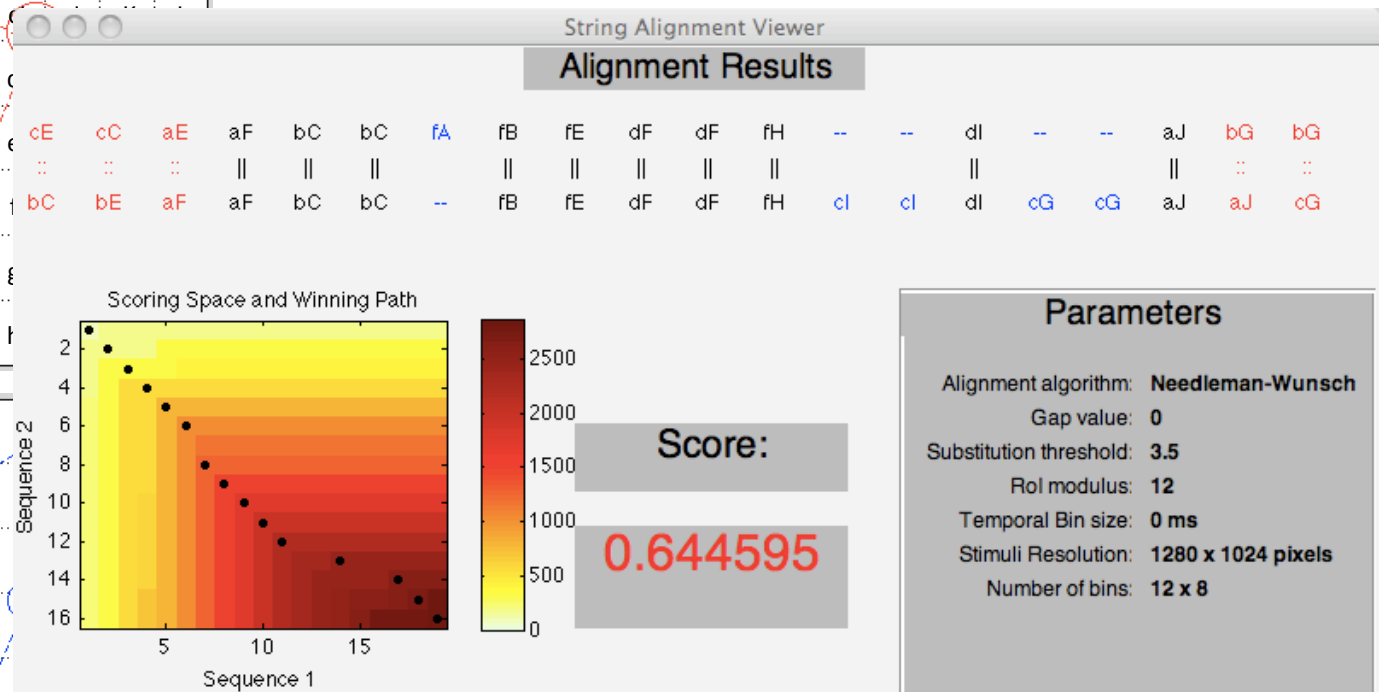 String Alignment Viewer
Alignment Results
cE cC aE aF bC bC fA fB fE dF dF fH -- -- dI -- -- aJ bG bG
:: :: :: || || || || || || || || || || :: ::
bC bE aF aF bC bC -- fB fE dF dF fH cI cI dI cG cG aJ aJ cG
Scoring Space and Winning Path
2
4
6
8
10
12
14
16
Sequence 2
5 10 15
Sequence 1
2500
2000
1500
1000
500
0
Score:
0.644595
Parameters
Alignment algorithm: Needleman-Wunsch
Gap value: 0
Substitution threshold: 3.5
RoI modulus: 12
Temporal Bin size: 0 ms
Stimuli Resolution: 1280 x 1024 pixels
Number of bins: 12 x 8